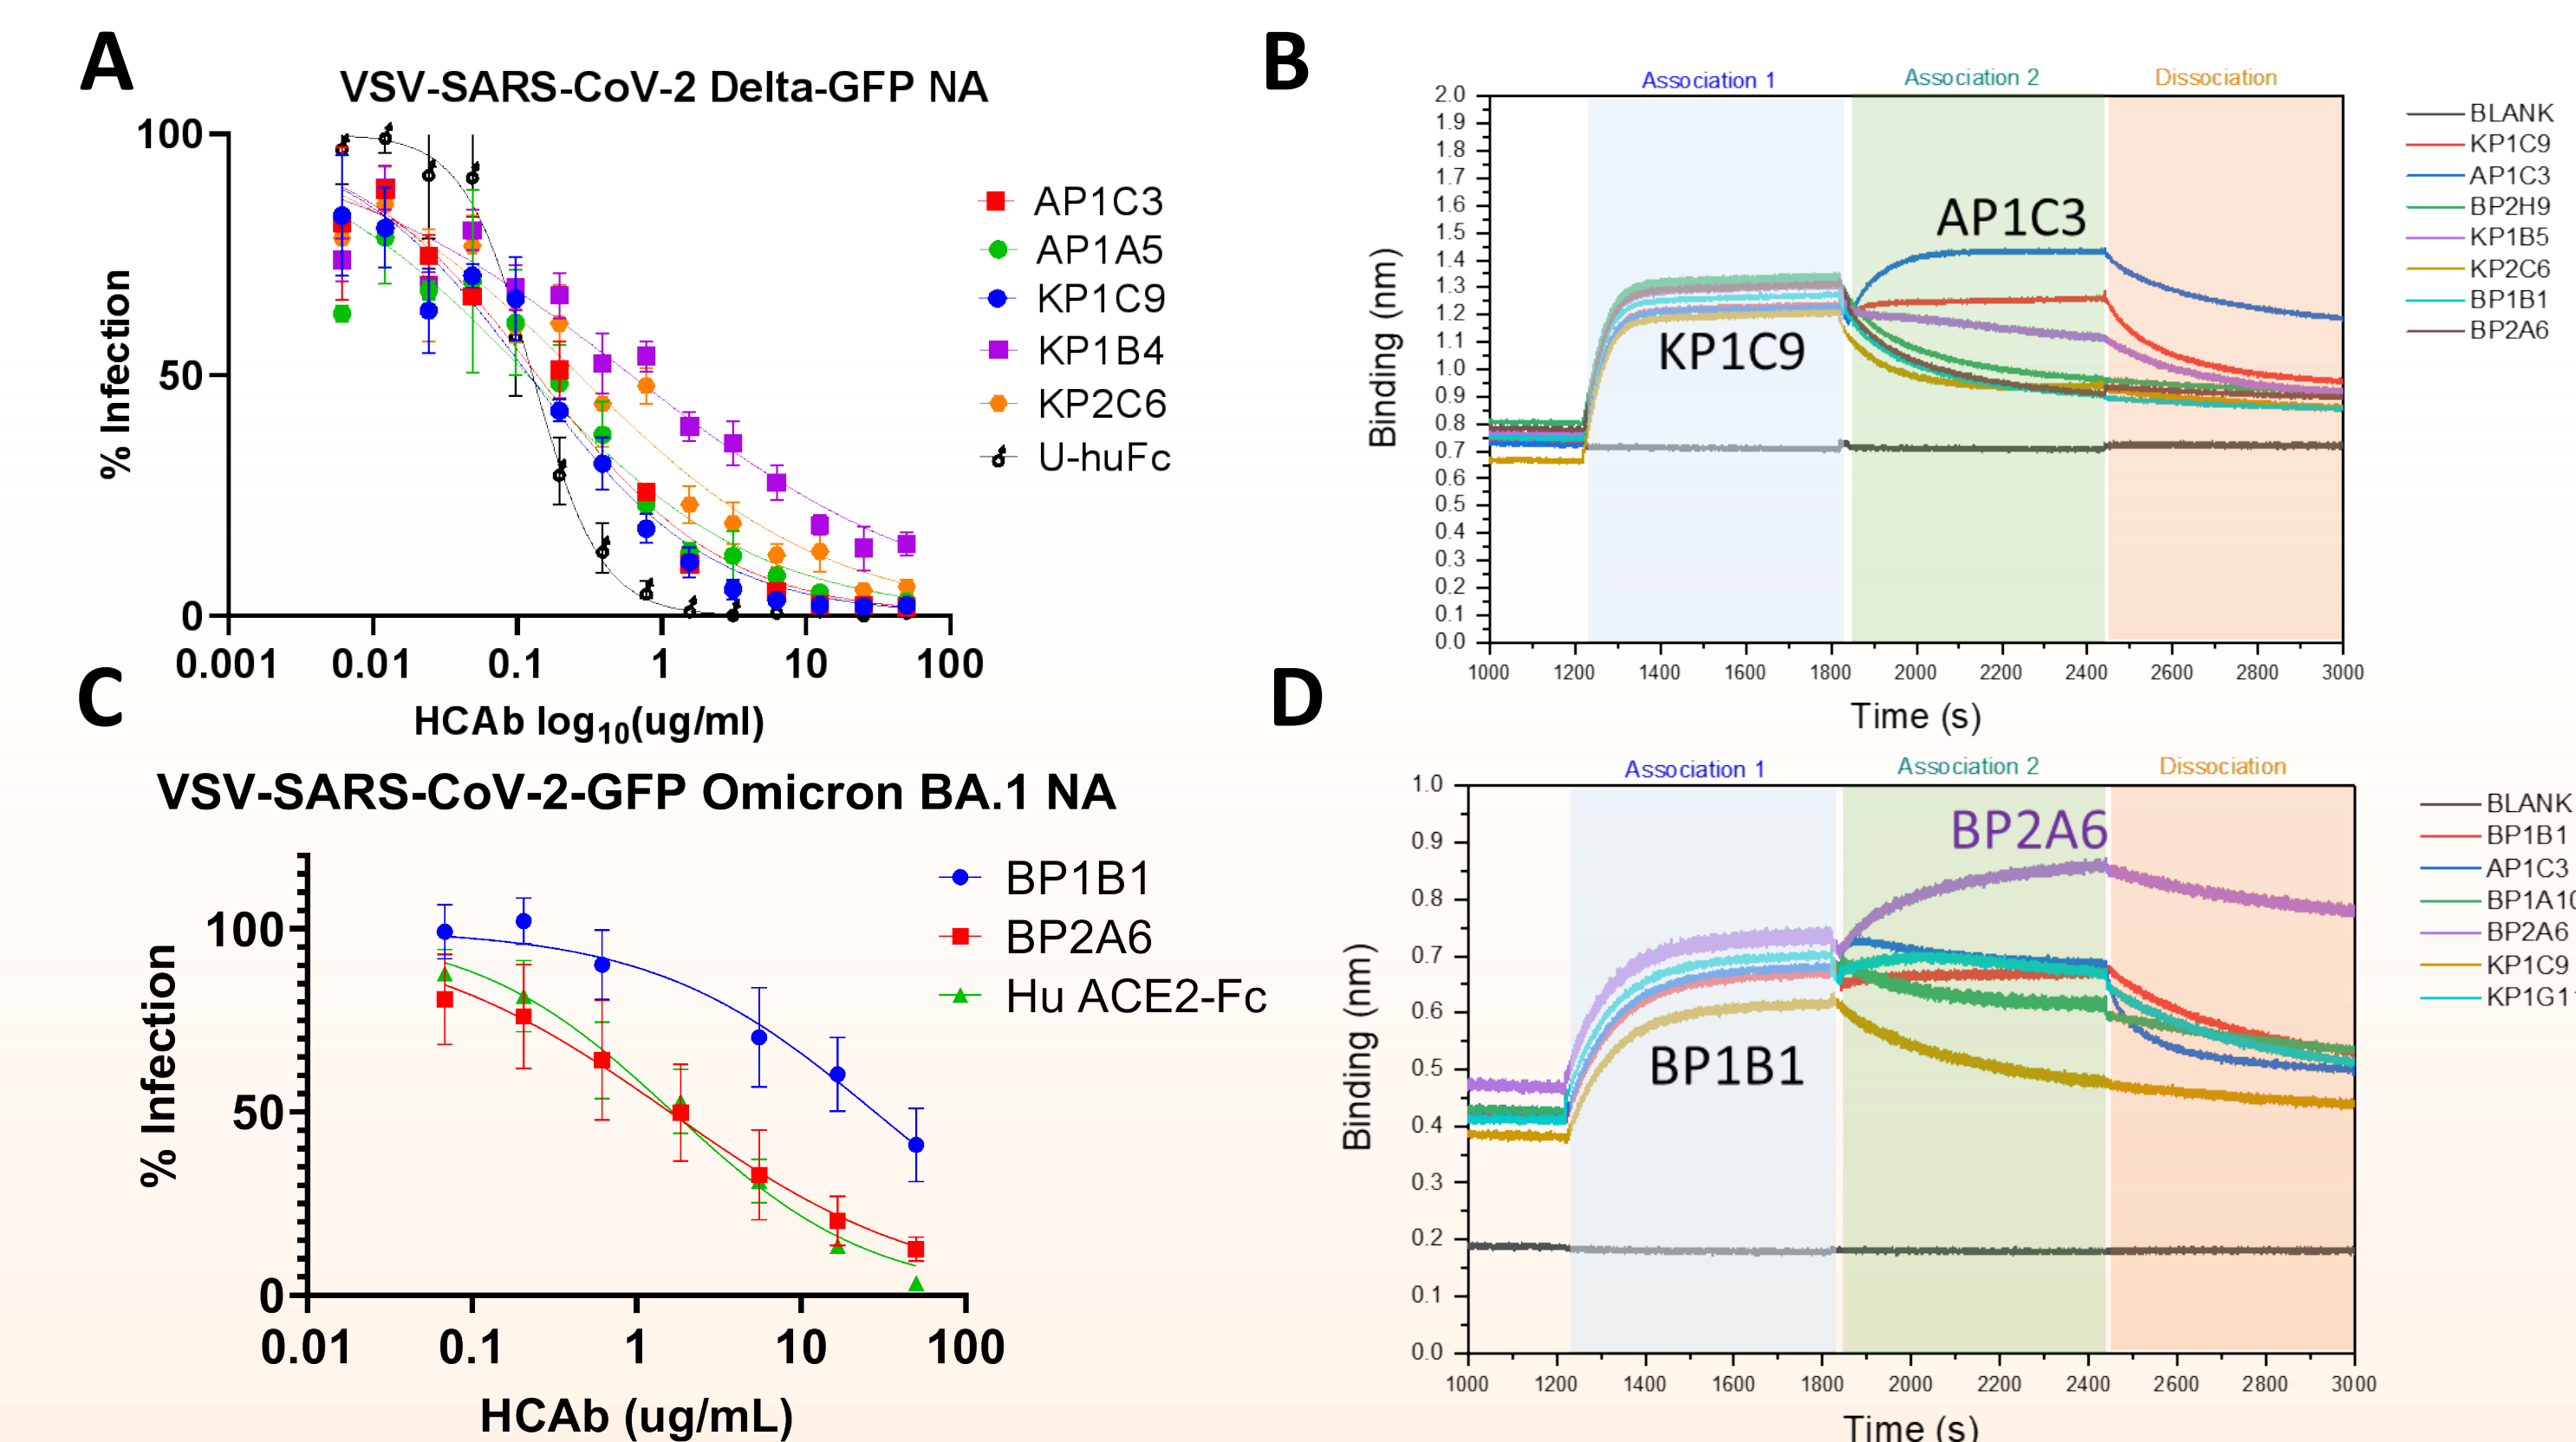 A
VSV-SARS-CoV-2 Delta-GFP NA
100
50
0
% Infection
0.001 0.01 0.1 1 10 100
HCAb log10(ug/ml)
AP1C3
AP1A5
KP1C9
KP1B4
KP2C6
U-huFc
B
Association 1 Association 2 Dissociation
2.0
1.9
1.8
1.7
1.6
1.5
1.4
1.3
1.2
1.1
1.0
0.9
0.8
0.7
0.6
0.5
0.4
0.3
0.2
0.1
0.0
Binding (nm)
AP1C3
KP1C9
1000 1200 1400 1600 1800 2000 2200 2400 2600 2800 3000
Time (s)
BLANK
KP1C9
AP1C3
BP2H9
KP1B5
KP2C6
BP1B1
BP2A6
C
VSV-SARS-CoV-2-GFP Omicron BA.1 NA
100
50
0
% Infection
0.01 0.1 1 10 100
HCAb (ug/mL)
BP1B1
BP2A6
Hu ACE2-Fc
D
Association 1 Association 2 Dissociation
1.0
0.9
0.8
0.7
0.6
0.5
0.4
0.3
0.2
0.1
0.0
Binding (nm)
BP2A6
BP1B1
1000 1200 1400 1600 1800 2000 2200 2400 2600 2800 3000
Time (s)
BLANK
BP1B1
AP1C3
BP1A10
BP2A6
KP1C9